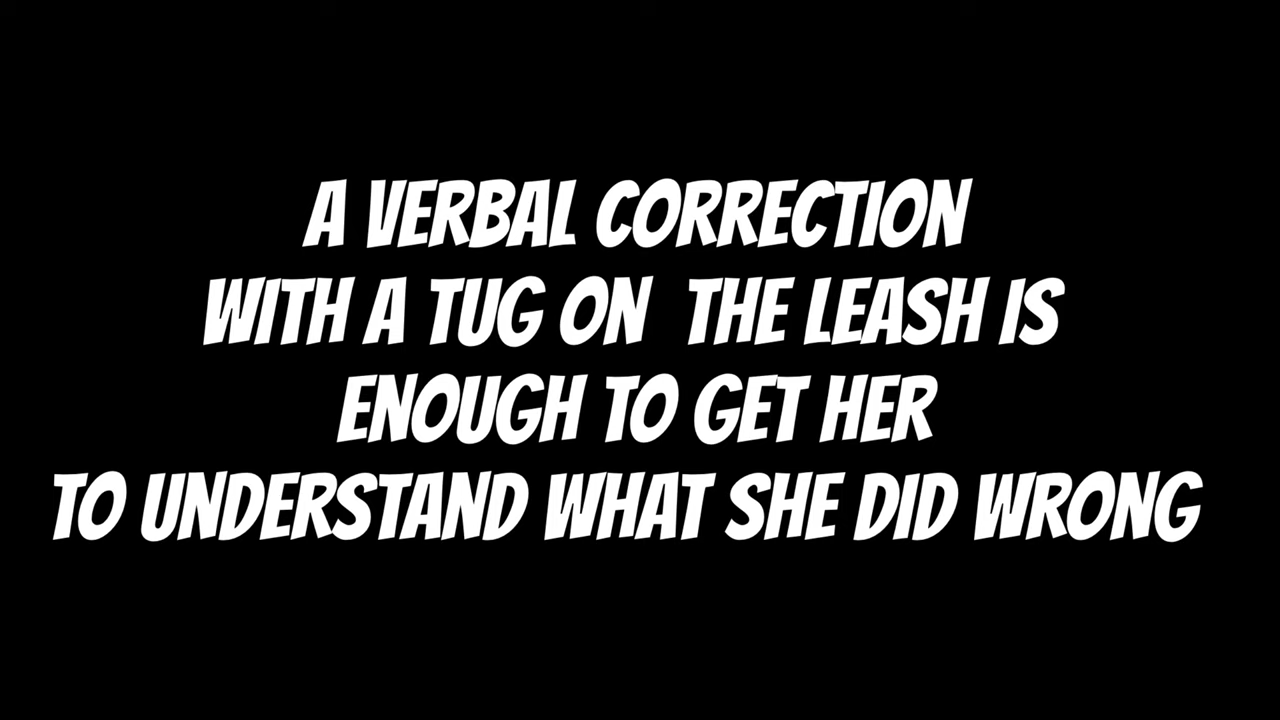 A VERBAL CORRECTION
WITH A TUG ON THE LEASH IS
ENOUGH TO GET HER
TO UNDERSTAND WHAT SHE DID WRONG